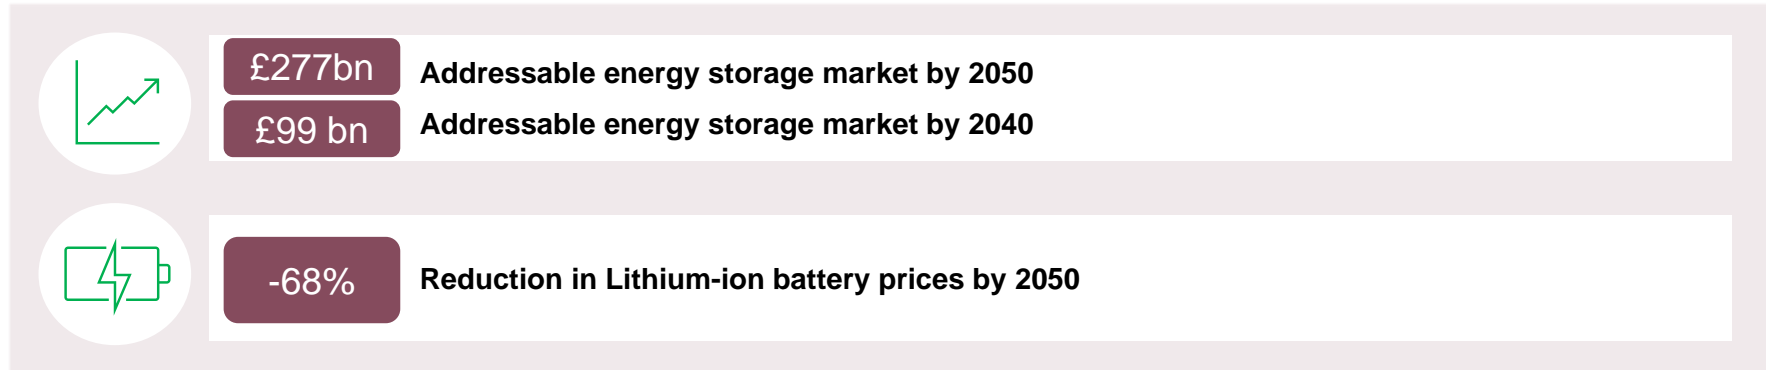 £277bn Addressable energy storage market by 2050
£99 bn Addressable energy storage market by 2040
-68% Reduction in Lithium-ion battery prices by 2050